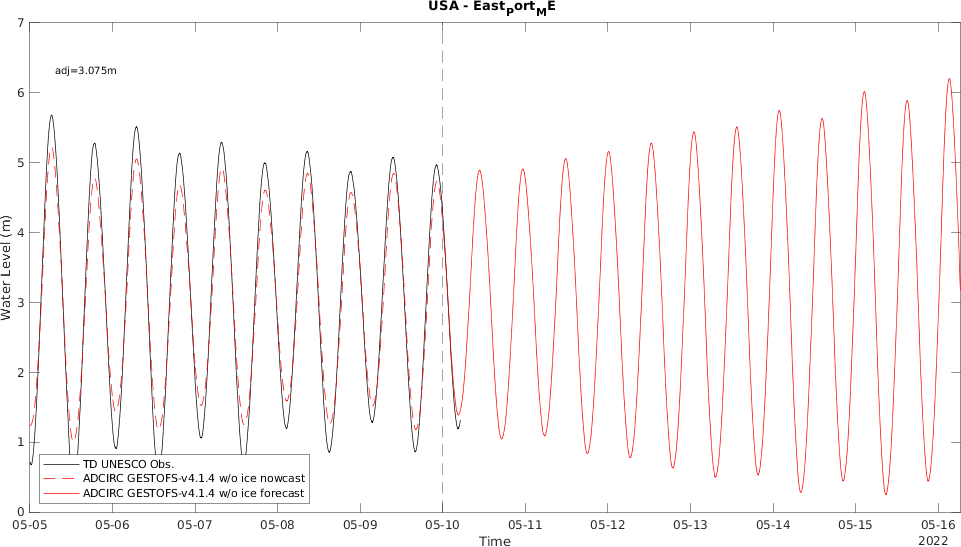 USA - EastPortME
7
adj=3.075m
6
5
4
Water Level (m)
3
2
1
TD UNESCO Obs.
ADCIRC GESTOFS-v4.1.4 w/o ice nowcast
ADCIRC GESTOFS-v4.1.4 w/o ice forecast
0
05-05 05-06 05-07 05-08 05-09 05-10 05-11 05-12 05-13 05-14 05-15 05-16
Time 2022